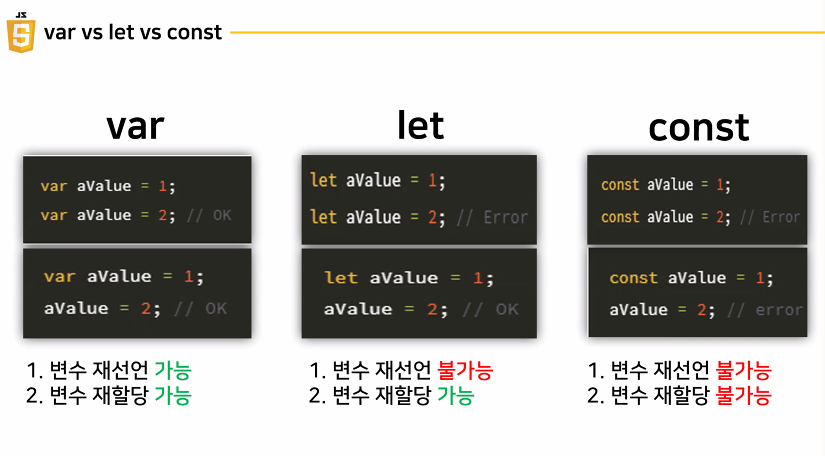 JS
var vs let vs const
var
var aValue = 1;
var aValue = 2; // OK
var aValue = 1;
aValue = 2; // OK
1. 변수 재선언 가능
2. 변수 재할당 가능
let
let aValue = 1;
let aValue = 2; // Error
let aValue = 1;
aValue = 2; // OK
1. 변수 재선언 불가능
2. 변수 재할당 가능
const
const aValue = 1;
const aValue = 2; // Error
const aValue = 1;
aValue = 2; // error
1. 변수 재선언 불가능
2. 변수 재할당 불가능